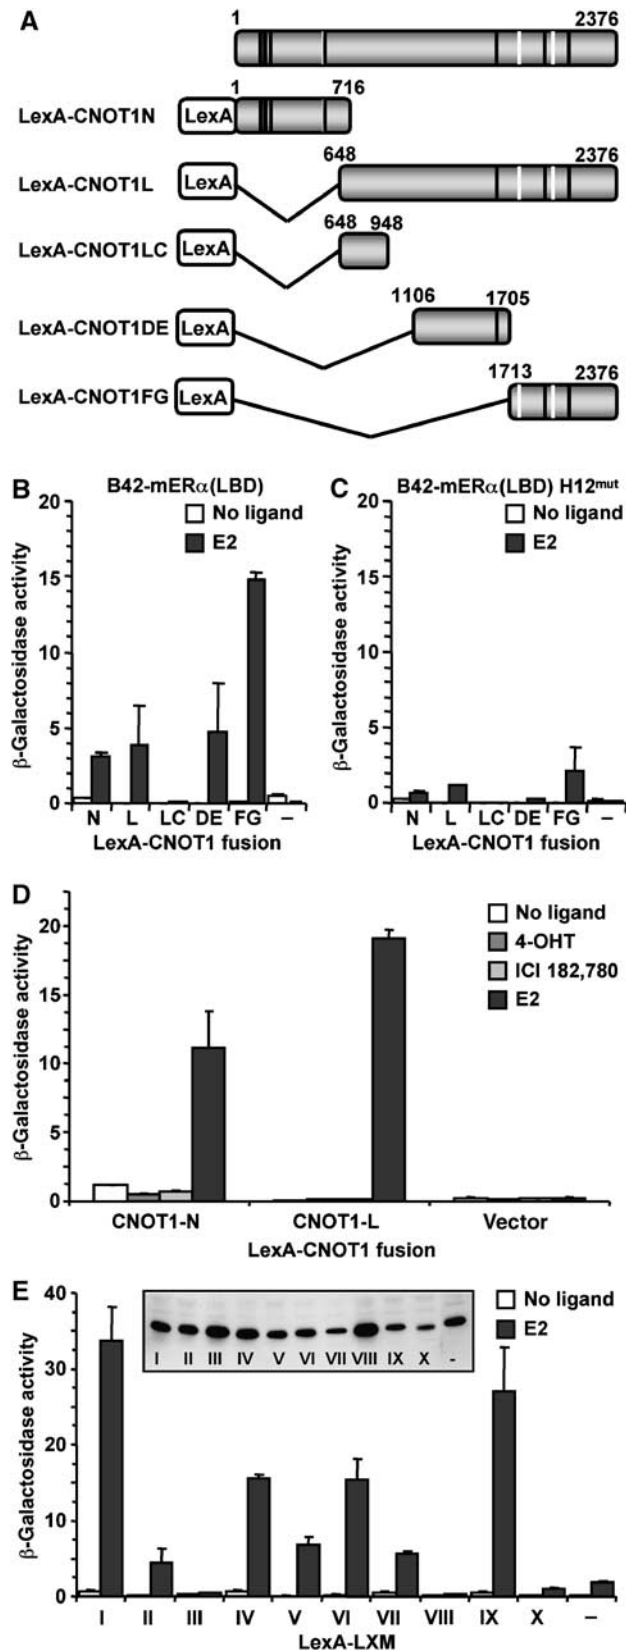 A
1 2376
1 716
LexA-CNOT1N LexA
648 2376
LexA-CNOT1L LexA
648 948
LexA-CNOT1LC LexA
1106 1705
LexA-CNOT1DE LexA
1713 2376
LexA-CNOT1FG LexA
B
B42-mERα(LBD)
No ligand
E2
β-Galactosidase activity
20
15
10
5
0
N L LC DE FG –
LexA-CNOT1 fusion
C
B42-mERα(LBD) H12mut
No ligand
E2
β-Galactosidase activity
20
15
10
5
0
N L LC DE FG –
LexA-CNOT1 fusion
D
No ligand
4-OHT
ICI 182,780
E2
β-Galactosidase activity
20
15
10
5
0
CNOT1-N CNOT1-L Vector
LexA-CNOT1 fusion
E
No ligand
E2
β-Galactosidase activity
40
30
20
10
0
I II III IV V VI VII VIII IX X -
I II III IV V VI VII VIII IX X –
LexA-LXM